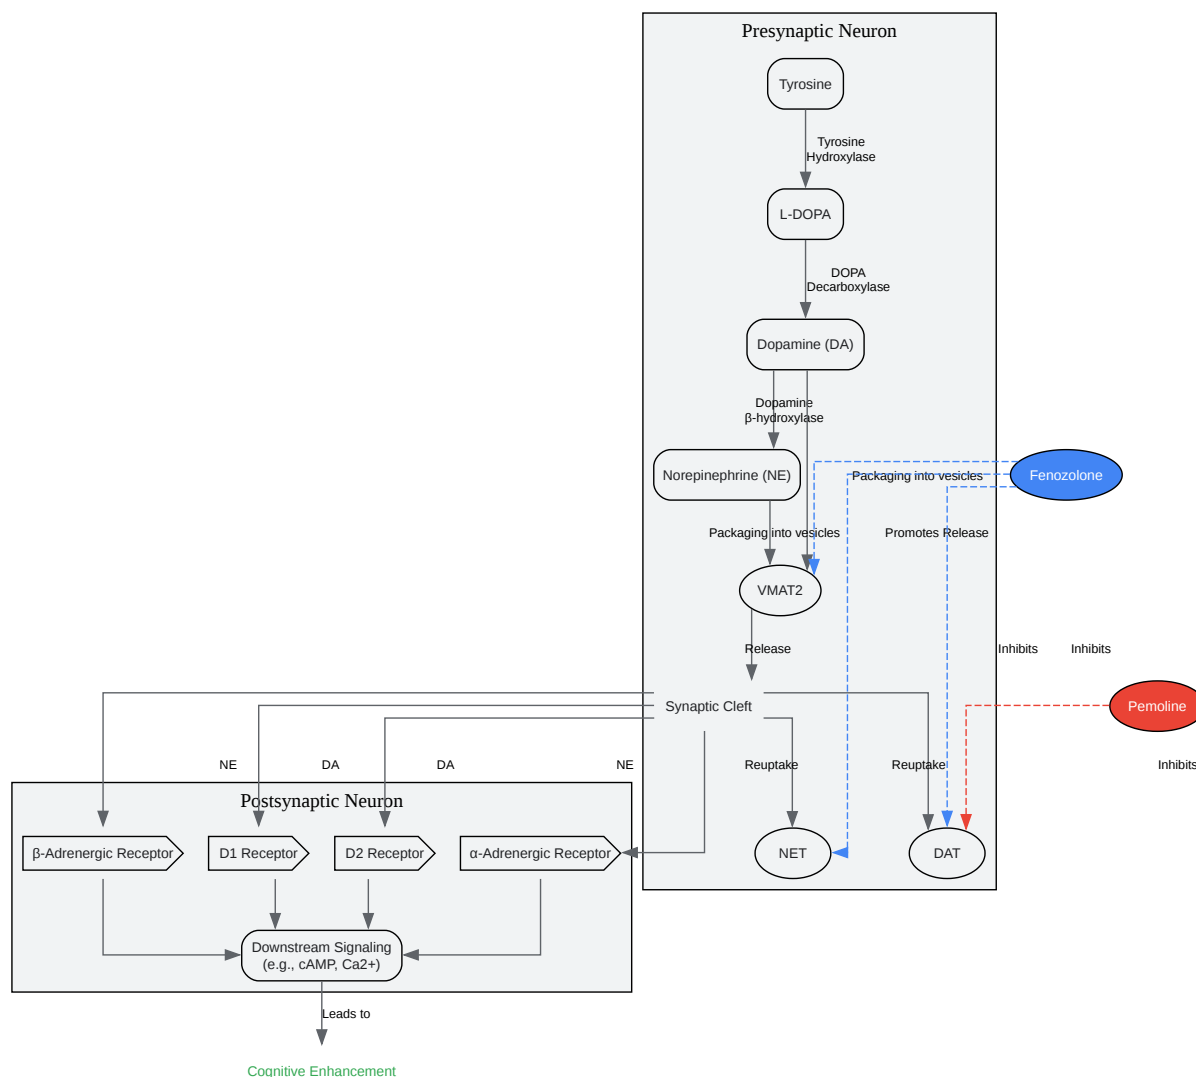 Presynaptic Neuron
Tyrosine
Tyrosine
Hydroxylase
L-DOPA
DOPA
Decarboxylase
Dopamine (DA)
Dopamine
β-hydroxylase
Norepinephrine (NE)
Packaging into vesicles
Fenozolone
Packaging into vesicles
Promotes Release
VMAT2
Release
Inhibits
Inhibits
Synaptic Cleft
Pemoline
NE
DA
DA
NE
Reuptake
Reuptake
Inhibits
Postsynaptic Neuron
β-Adrenergic Receptor
D1 Receptor
D2 Receptor
α-Adrenergic Receptor
NET
DAT
Downstream Signaling
(e.g., cAMP, Ca2+)
Leads to
Cognitive Enhancement